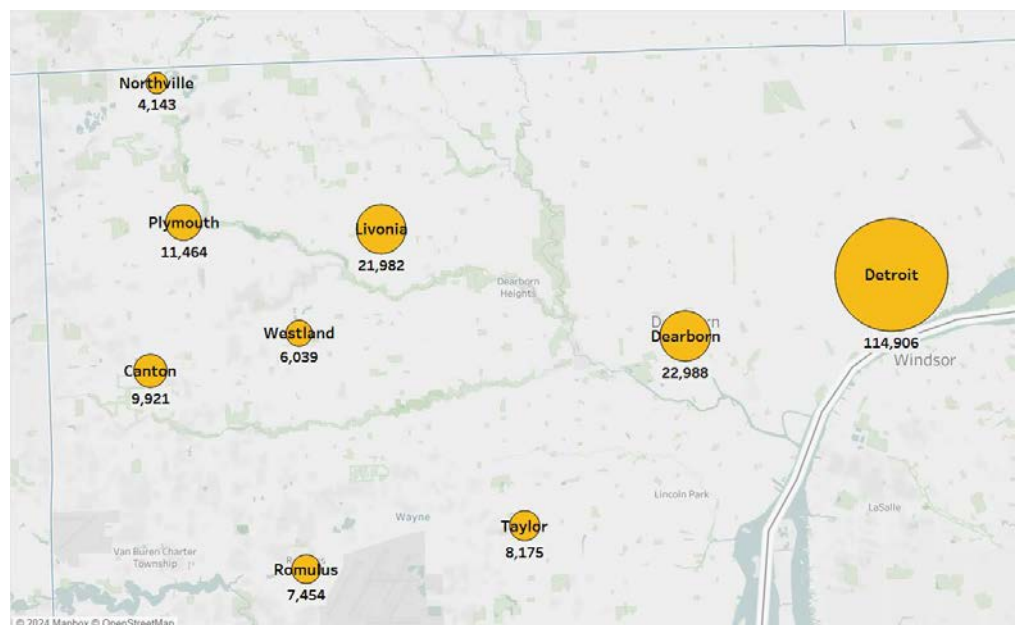 Northville
4,143
Plymouth
11,464
Livonia
21,982
Dearborn
Heights
Detroit
114,906
Westland
6,039
Dearborn
22,988
Windsor
Canton
9,921
Lincoln Park
LaSalle
Wayne
Taylor
8,175
Van Buren Charter
Township
Romulus
7,454
© 2024 Mapbox © OpenStreetMap